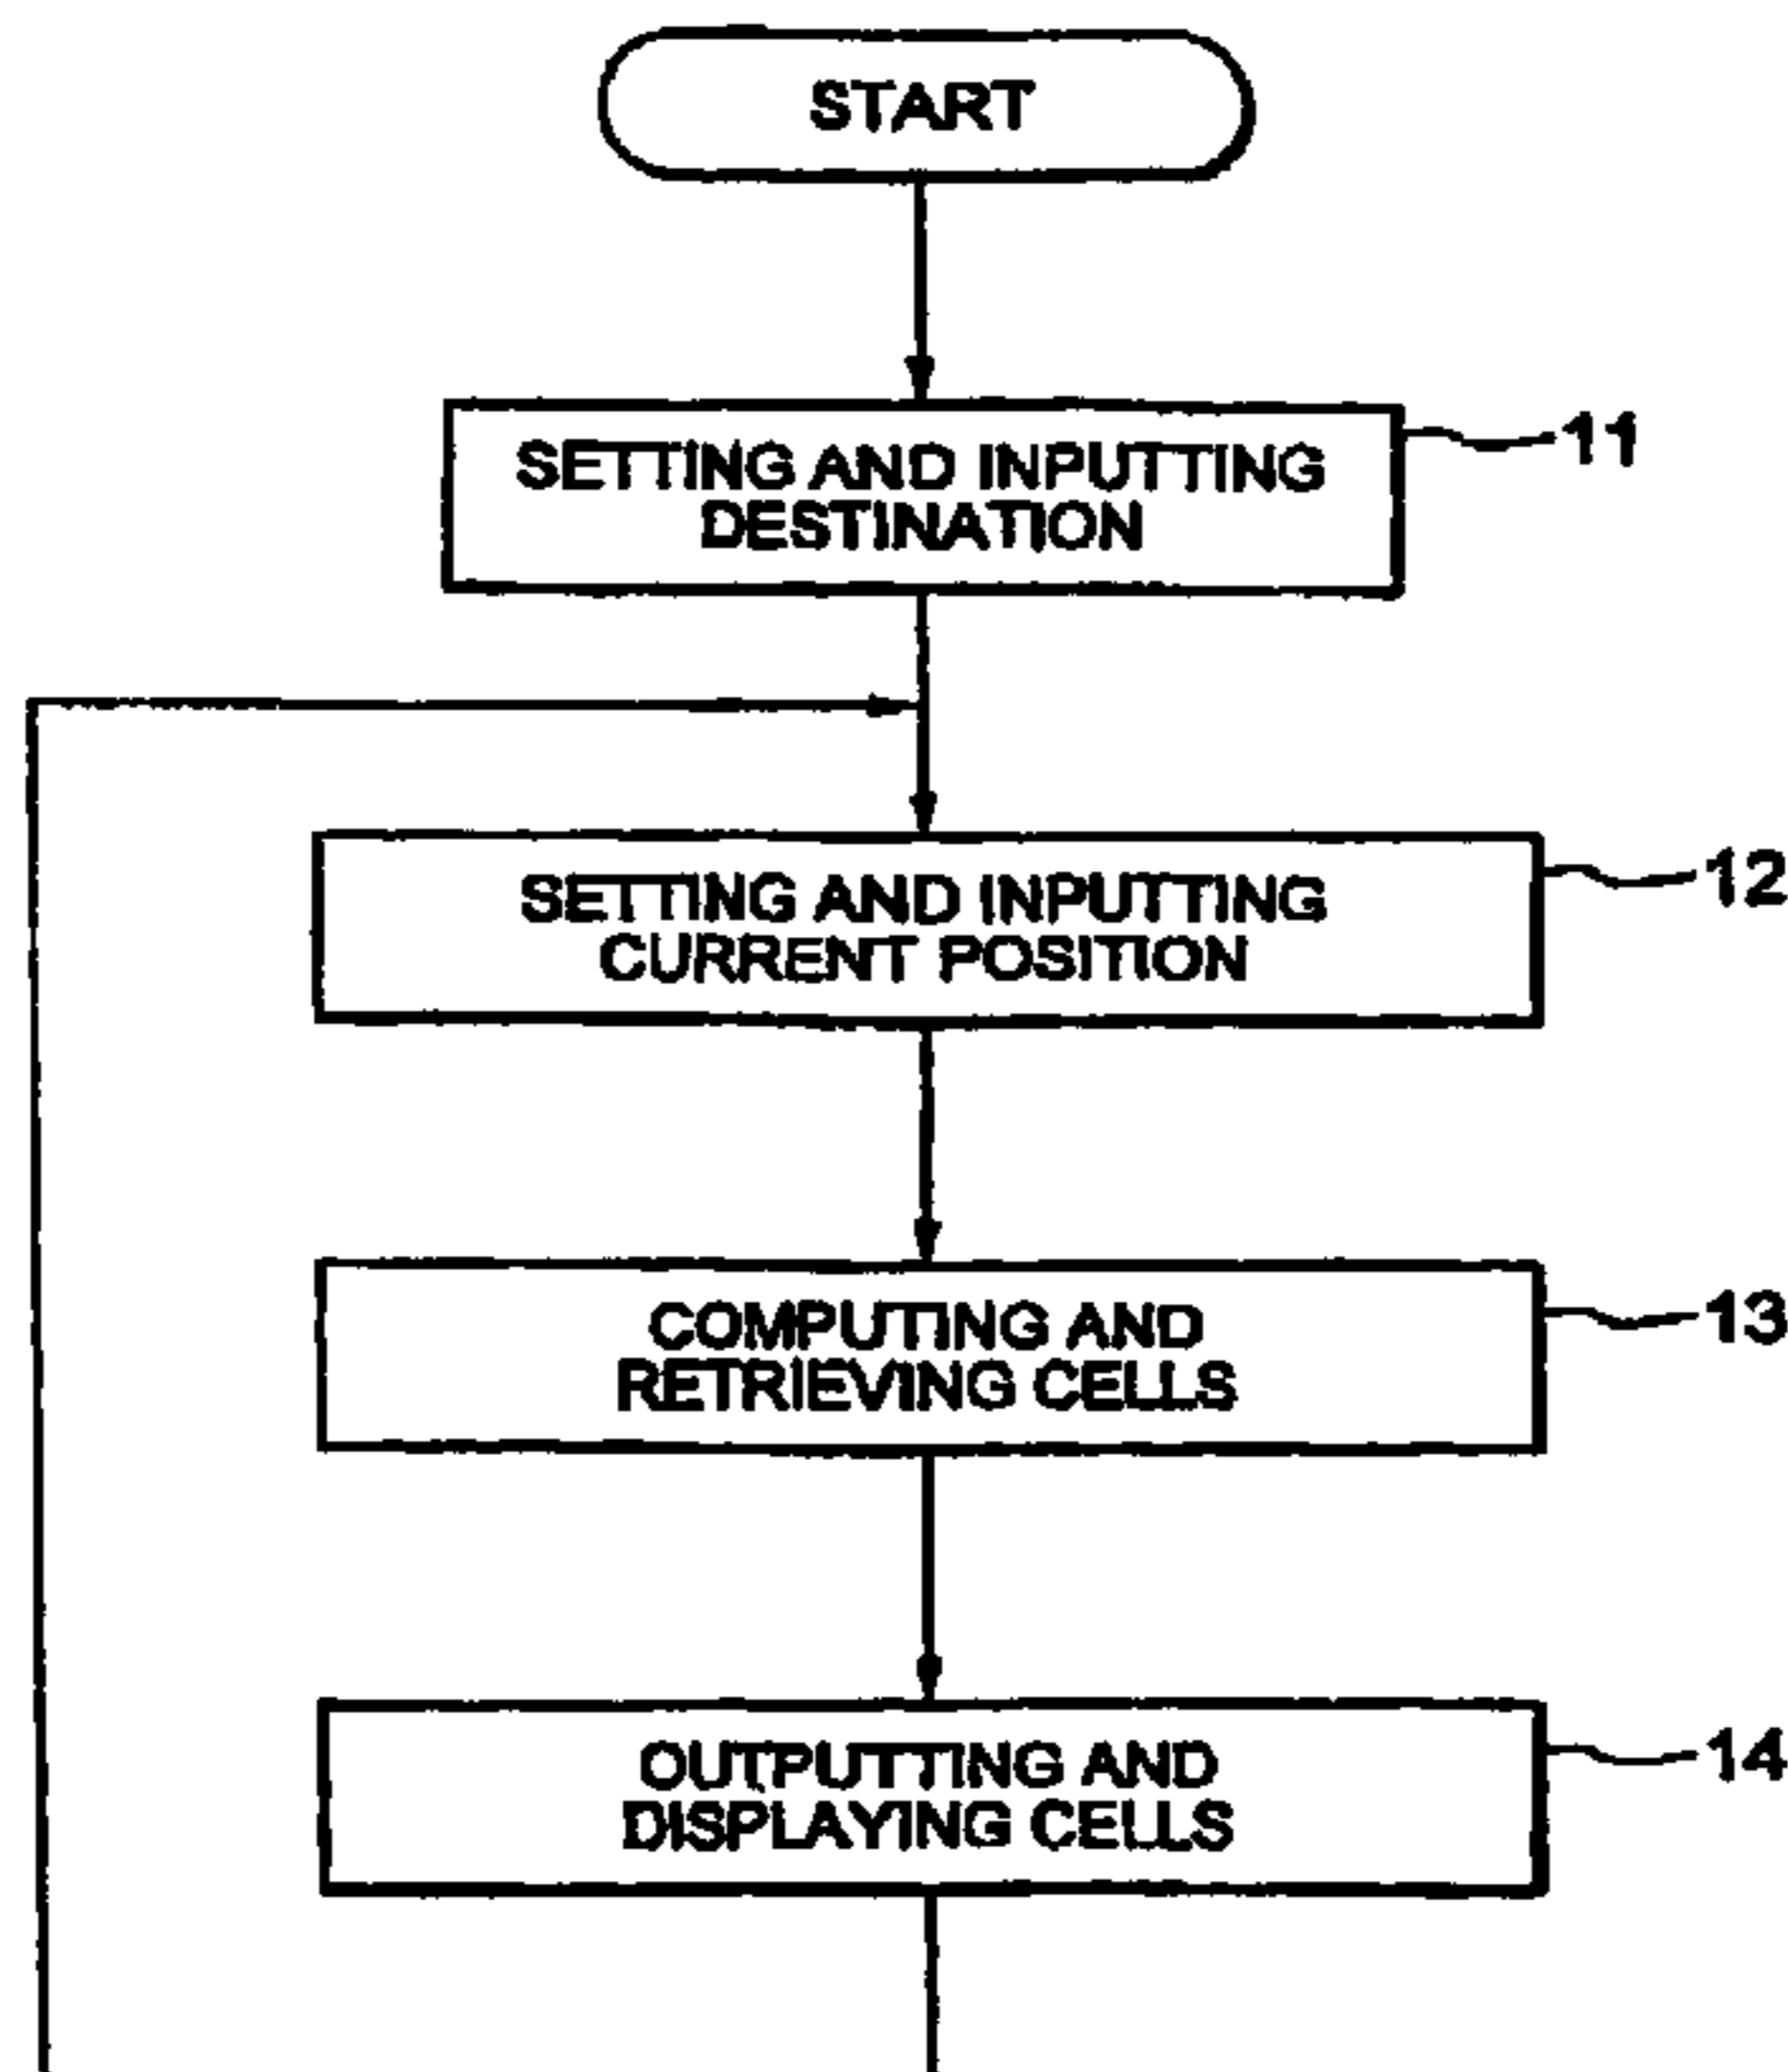 START
SETTING AND INPUTTING
DESTINATION
11
SETTING AND INPUTTING
CURRENT POSITION
12
COMPUTING AND
RETRIEVING CELLS
13
OUTPUTTING AND
DISPLAYING CELLS
14